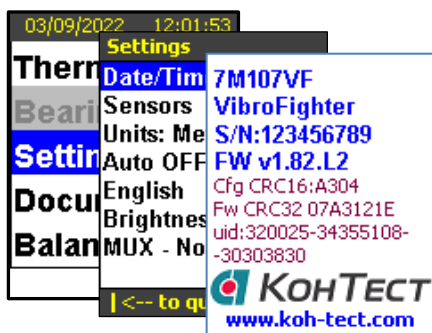 03/09/2022 12:01:53
Therm
Beari
Settin
Docu
Balan
Settings
Date/Tim
Sensors
Units: Me
Auto OFF
English
Brightnes
MUX - No
|<-- to qu
7M107VF
VibroFighter
S/N:123456789
FW v1.82.L2
Cfg CRC16:A304
Fw CRC32 07A3121E
uid:320025-34355108-
-30303830
КонТест
www.koh-tect.com